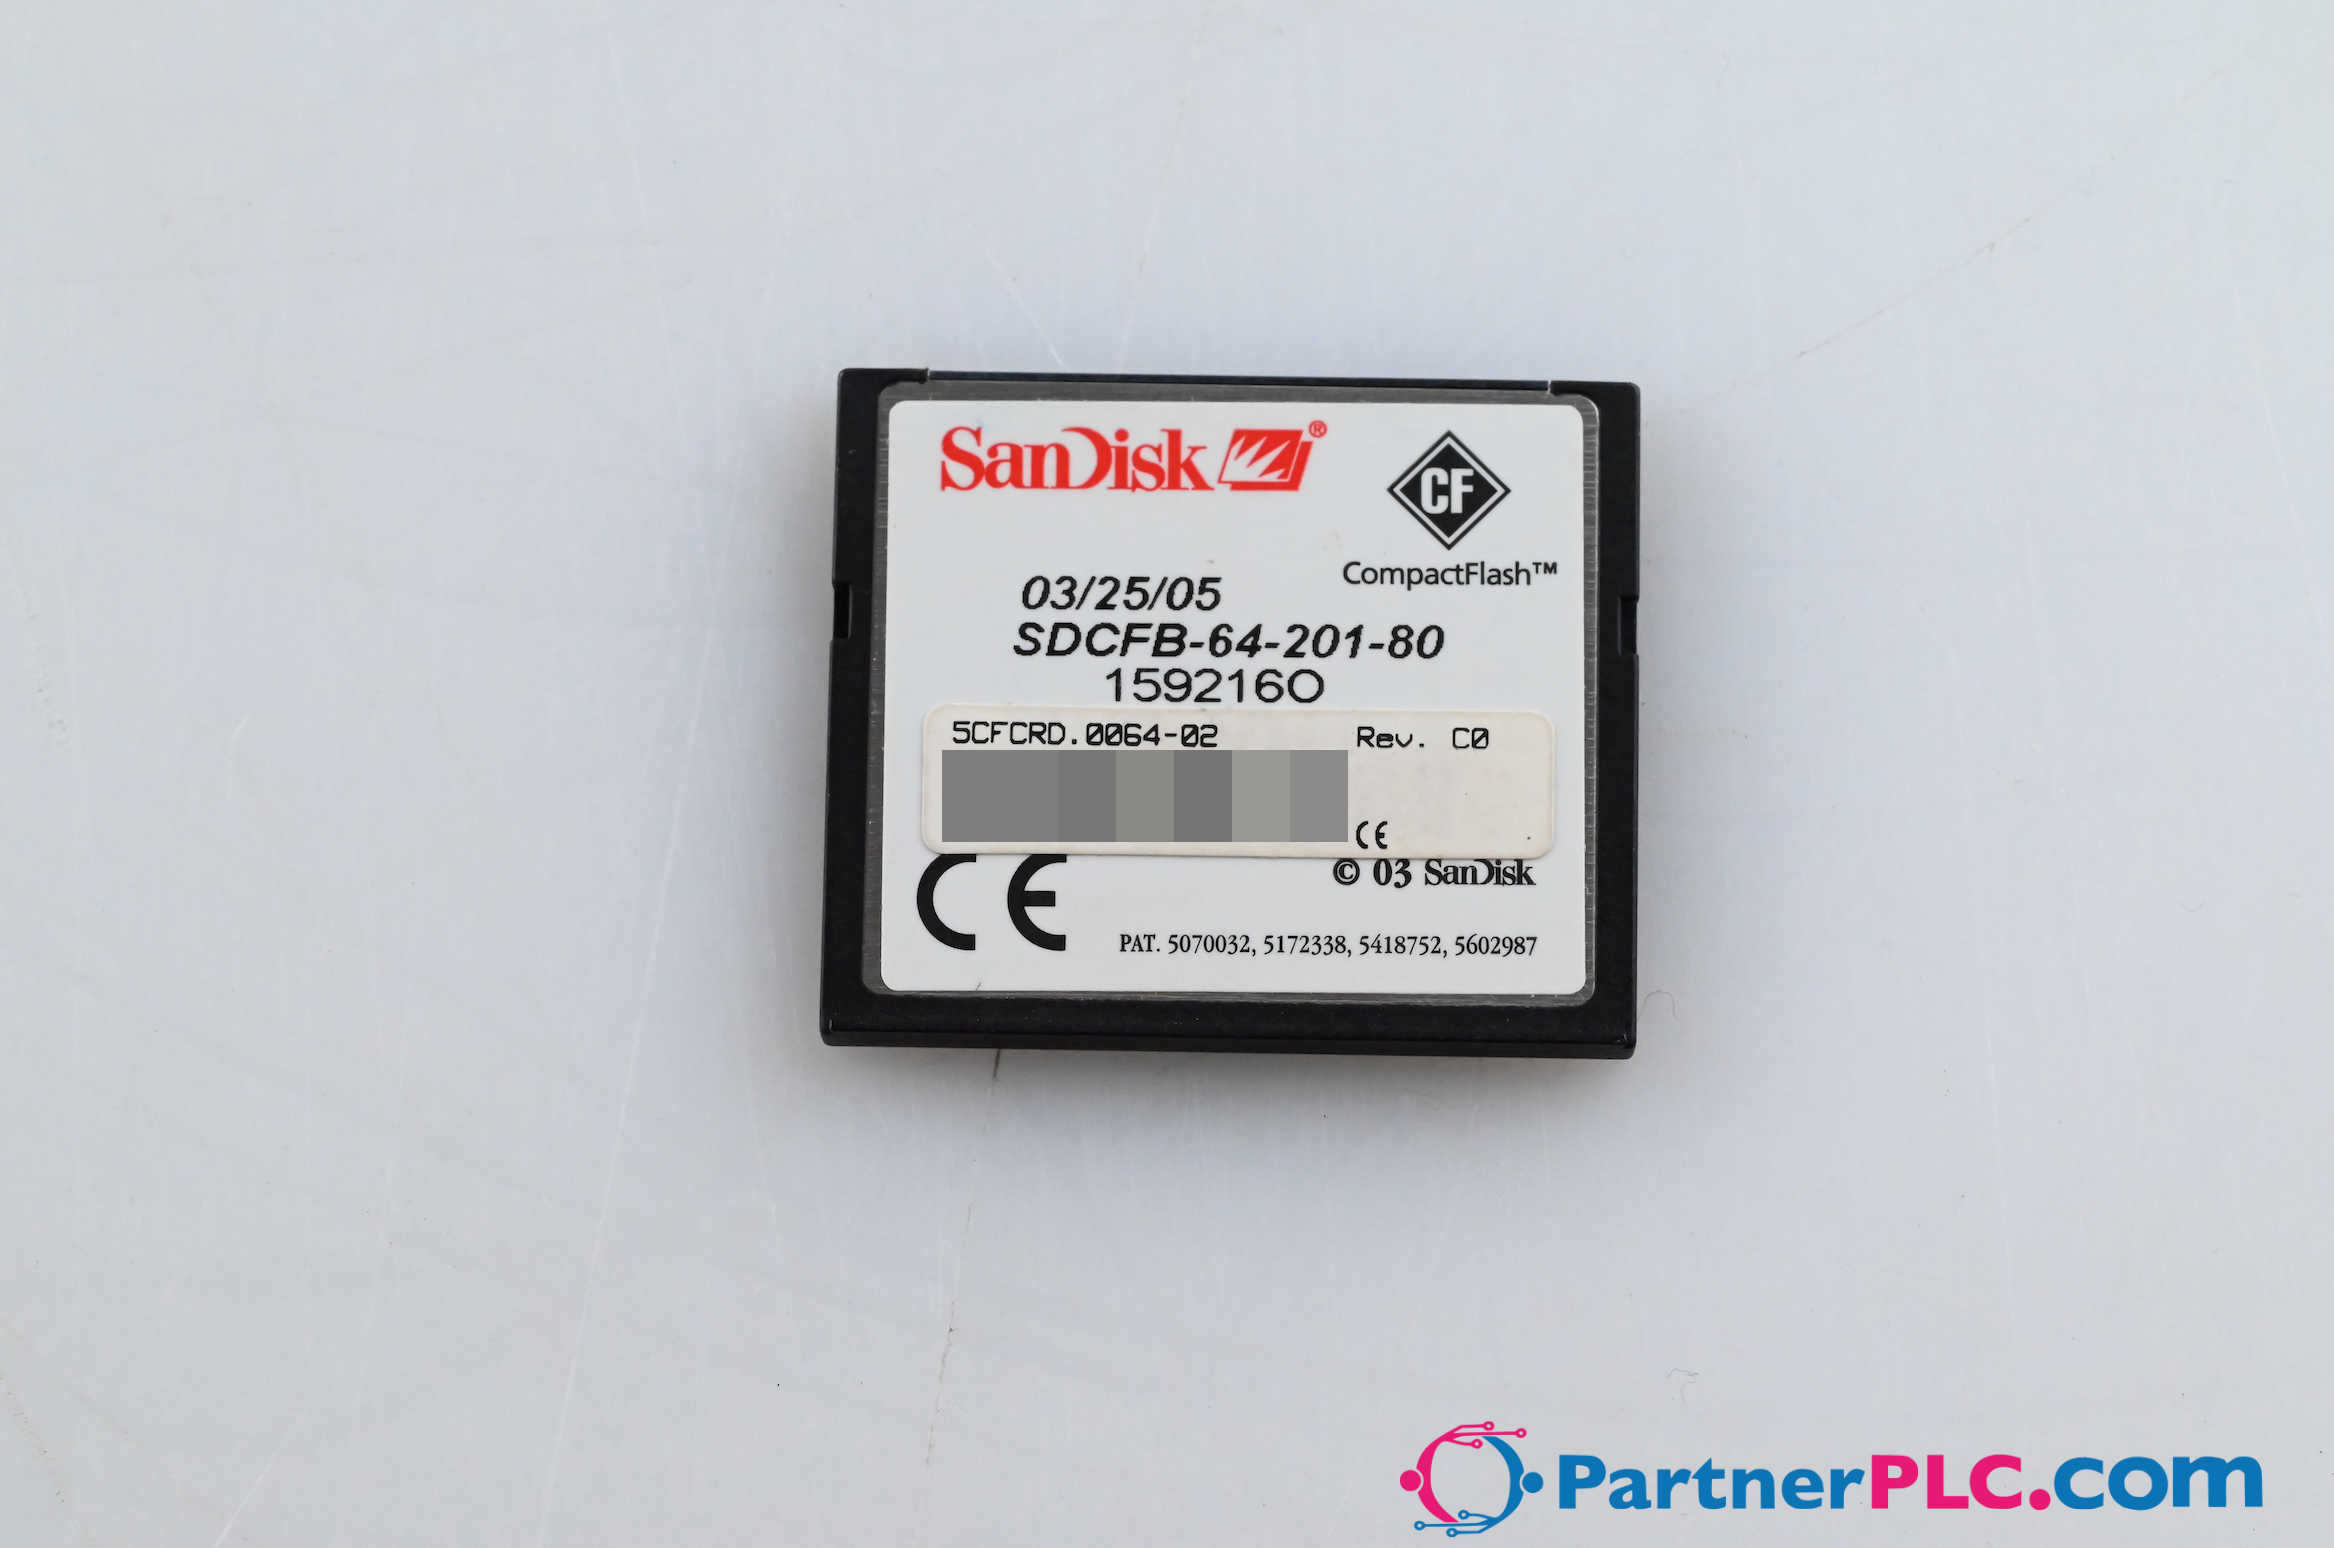 SanDisk ®
CF
CompactFlash™
03/25/05
SDCFB-64-201-80
159216O
5CFCRD.0064-02 Rev. C0
CE
CE
© 03 SanDisk
PAT. 5070032, 5172338, 5418752, 5602987
PartnerPLC.com